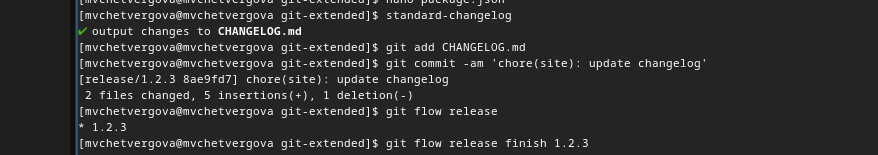 [mvchetvergova@mvchetvergova git-extended]$ nano package.json
[mvchetvergova@mvchetvergova git-extended]$ standard-changelog
✔ output changes to CHANGELOG.md
[mvchetvergova@mvchetvergova git-extended]$ git add CHANGELOG.md
[mvchetvergova@mvchetvergova git-extended]$ git commit -am 'chore(site): update changelog'
[release/1.2.3 8ae9fd7] chore(site): update changelog
 2 files changed, 5 insertions(+), 1 deletion(-)
[mvchetvergova@mvchetvergova git-extended]$ git flow release
* 1.2.3
[mvchetvergova@mvchetvergova git-extended]$ git flow release finish 1.2.3